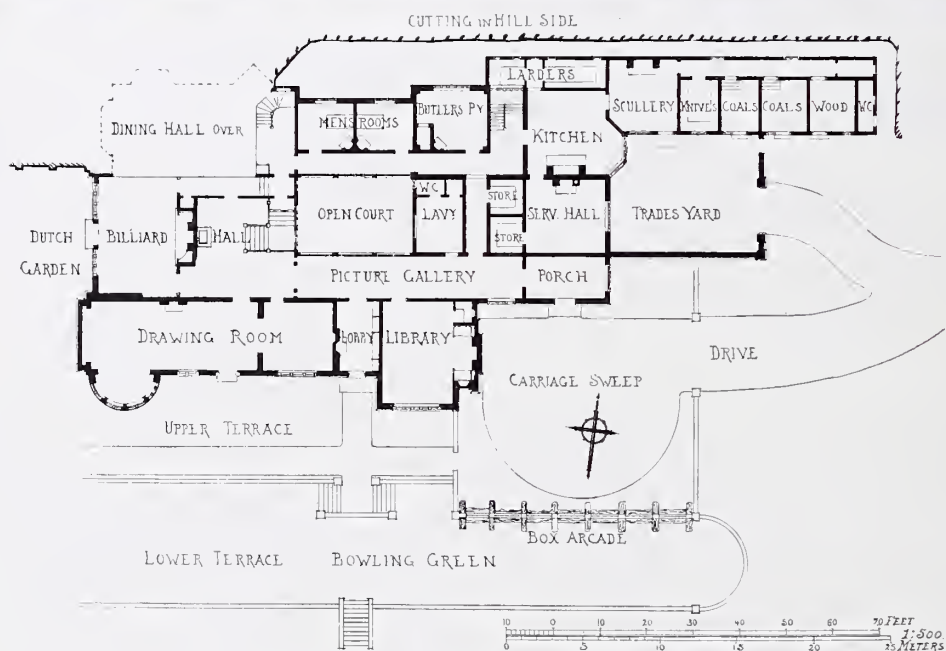 CUTTING IN HILL SIDE
LARDERS
DINING HALL OVER
MENS ROOMS
BUTLERS PY
KITCHEN
SCULLERY
KNIVES
COALS
COALS
WOOD
WC
DUTCH
GARDEN
BILLIARD
HALL
OPEN COURT
WC
LAVY
STORE
STORE
SERV. HALL
TRADES YARD
PICTURE GALLERY
PORCH
DRAWING ROOM
LOBBY
LIBRARY
DRIVE
CARRIAGE SWEEP
UPPER TERRACE
BOX ARCADE
LOWER TERRACE
BOWLING GREEN
10 0 10 20 30 40 50 60 70 FEET
1:500
0 5 10 15 20 25 METERS